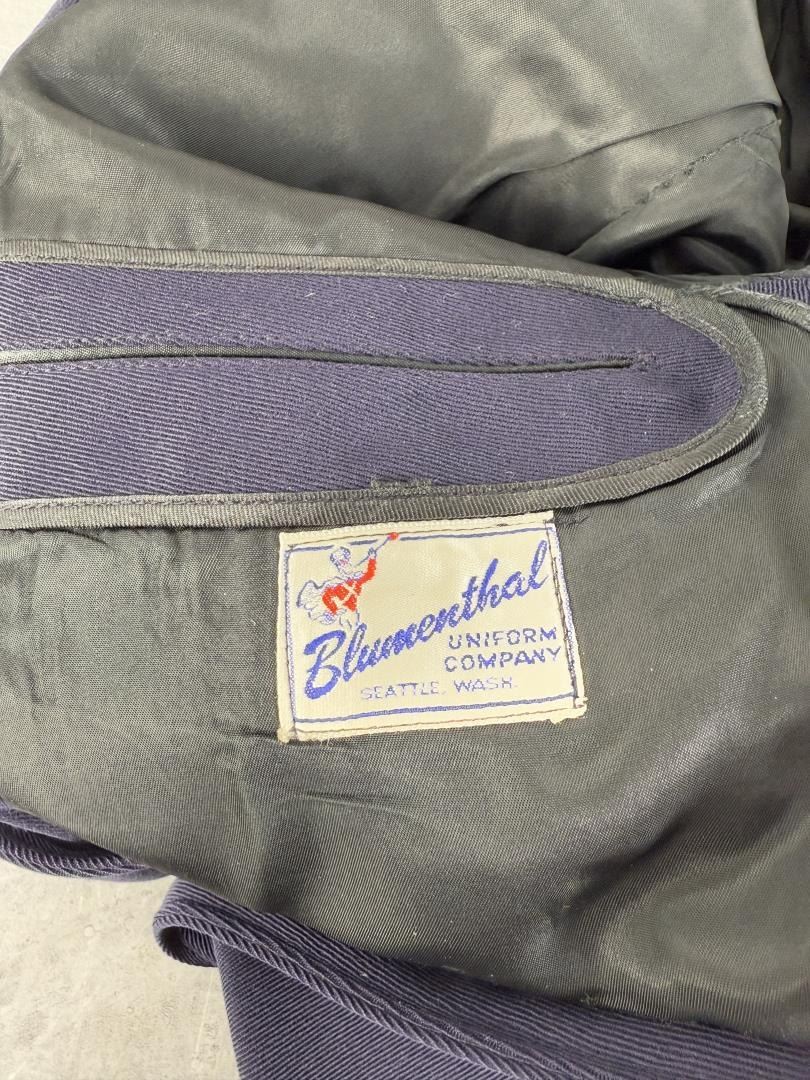 Blumenthal
UNIFORM
COMPANY
SEATTLE, WASH.